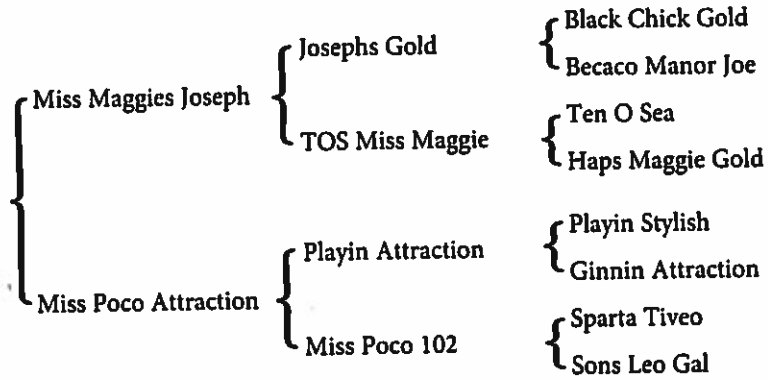 Black Chick Gold
Josephs Gold
Becaco Manor Joe
Miss Maggies Joseph
Ten O Sea
TOS Miss Maggie
Haps Maggie Gold
Playin Stylish
Playin Attraction
Ginnin Attraction
Miss Poco Attraction
Sparta Tiveo
Miss Poco 102
Sons Leo Gal